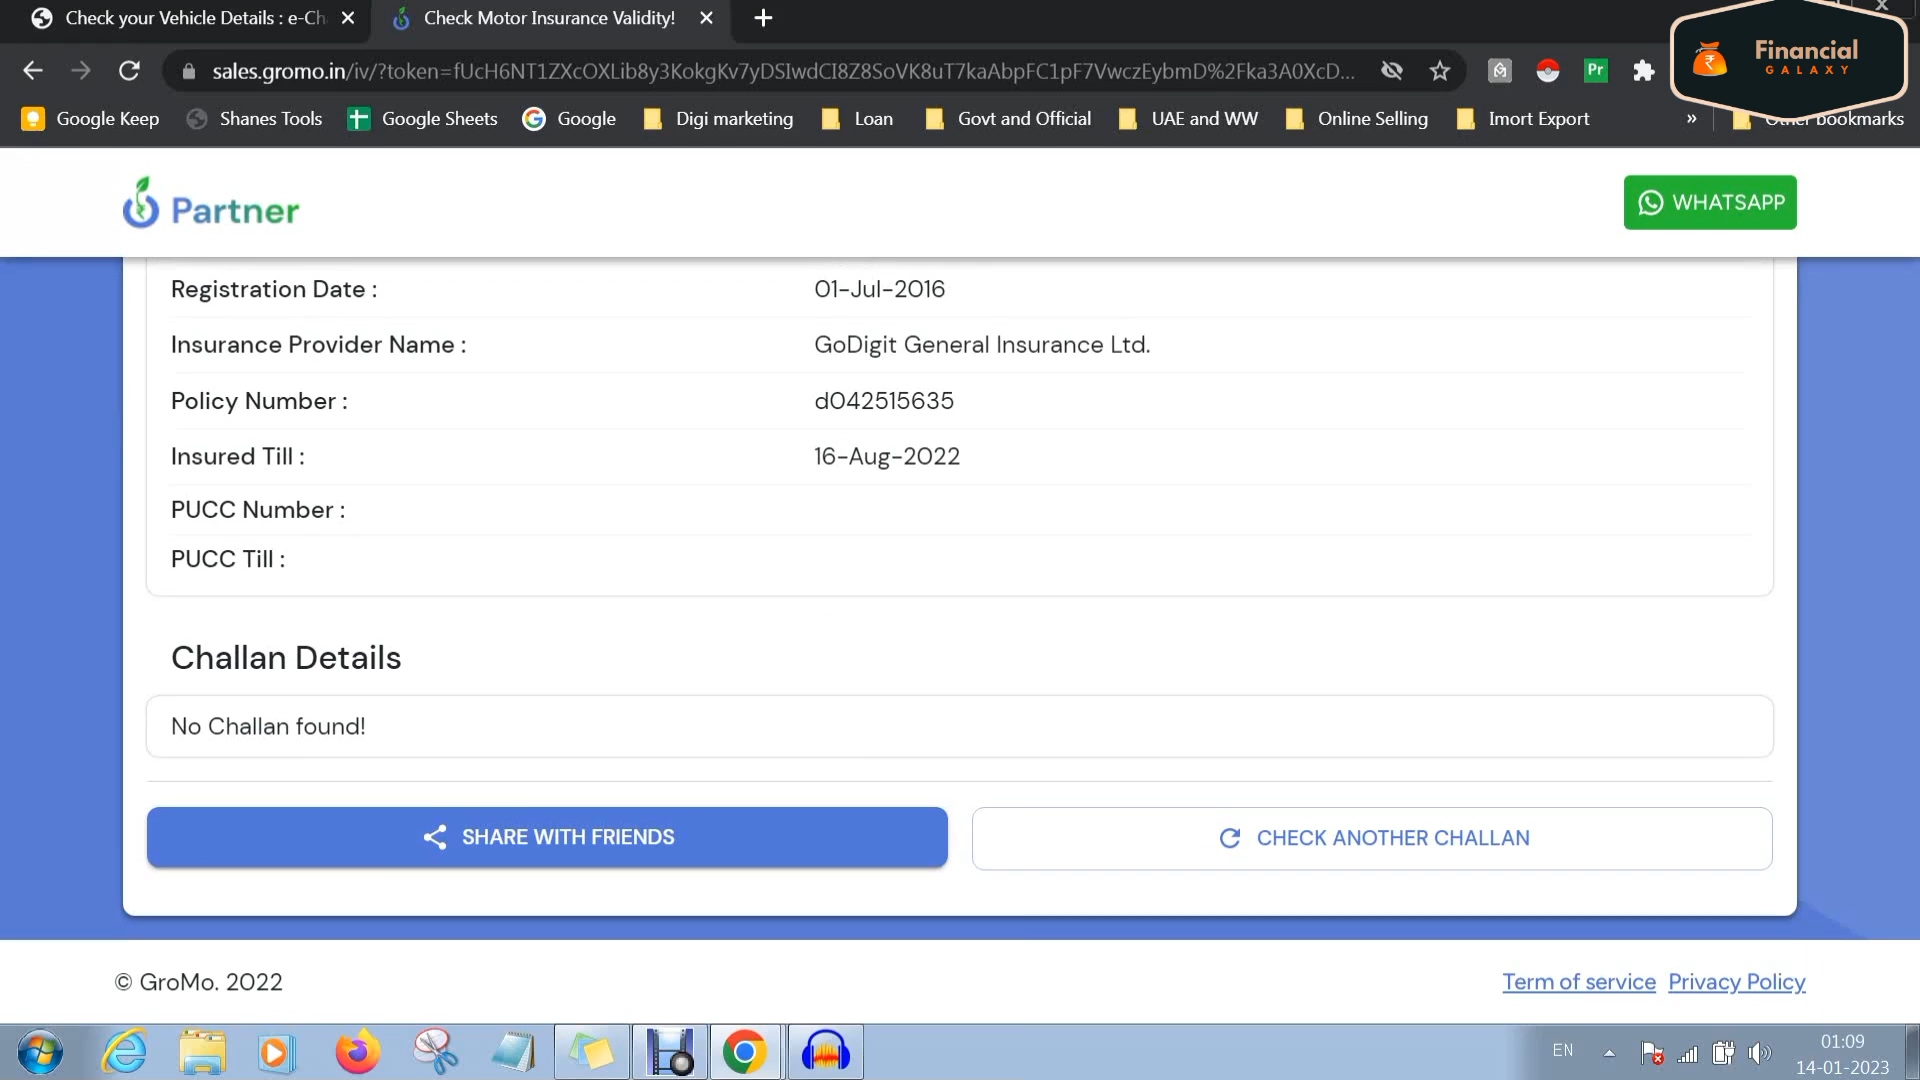 Check your Vehicle Details : e-Ch
Check Motor Insurance Validity!
Financial
GALAXY
sales.gromo.in/iv/?token=fUcH6NT1ZXcOXLib8y3KokgKv7yDSIwdCI8Z8SoVK8uT7kaAbpFC1pF7VwczEybmD%2Fka3A0XcD...
Pr
Google Keep
Shanes Tools
Google Sheets
Google
Digi marketing
Loan
Govt and Official
UAE and WW
Online Selling
Imort Export
»
Other bookmarks
Partner
WHATSAPP
Registration Date : 01-Jul-2016
Insurance Provider Name : GoDigit General Insurance Ltd.
Policy Number : d042515635
Insured Till : 16-Aug-2022
PUCC Number :
PUCC Till :
Challan Details
No Challan found!
SHARE WITH FRIENDS
CHECK ANOTHER CHALLAN
© GroMo. 2022
Term of service Privacy Policy
EN
01:09
14-01-2023